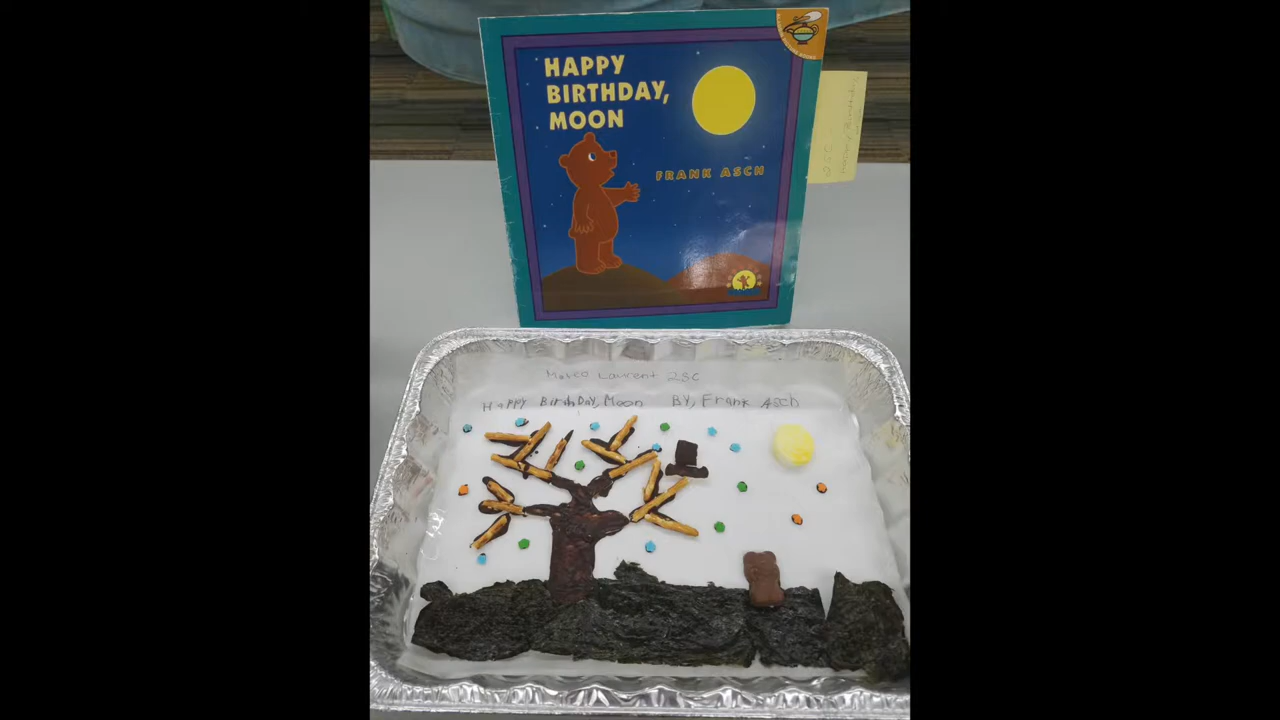 HAPPY
BIRTHDAY,
MOON
FRANK ASCH
Marco Laurent 2SC
Happy BirthDay, Moon BY, Frank Asch